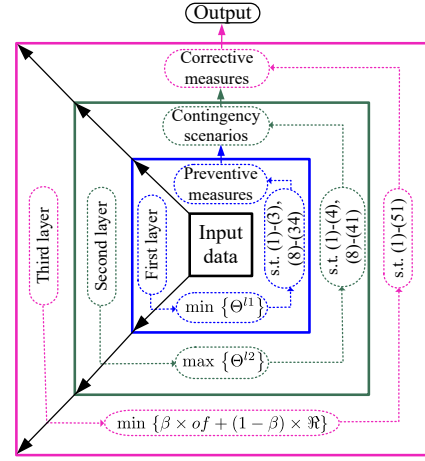 Output
Corrective
measures
Contingency
scenarios
Preventive
measures
Third layer
Second layer
First layer
Input
data
s.t. (1)-(3),
(8)-(34)
s.t. (1)-(4),
(8)-(41)
s.t. (1)-(51)
min {Θ^{l1}}
max {Θ^{l2}}
min {β × of + (1 − β) × ℜ}